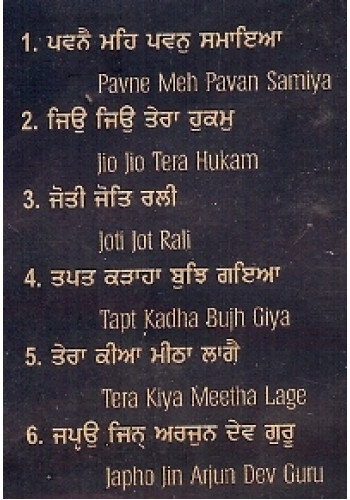 1. ਪਵਨੈ ਮਹਿ ਪਵਨੁ ਸਮਾਇਆ
Pavne Meh Pavan Samiya
2. ਜਿਉ ਜਿਉ ਤੇਰਾ ਹੁਕਮੁ
Jio Jio Tera Hukam
3. ਜੋਤੀ ਜੋਤਿ ਰਲੀ
Joti Jot Rali
4. ਤਪਤ ਕੜਾਹਾ ਬੁਝਿ ਗਇਆ
Tapt Kadha Bujh Giya
5. ਤੇਰਾ ਕੀਆ ਮੀਠਾ ਲਾਗੈ
Tera Kiya Meetha Lage
6. ਜਪ੍ਉ ਜਿਨ੍ ਅਰਜੁਨ ਦੇਵ ਗੁਰੂ
Japho Jin Arjun Dev Guru